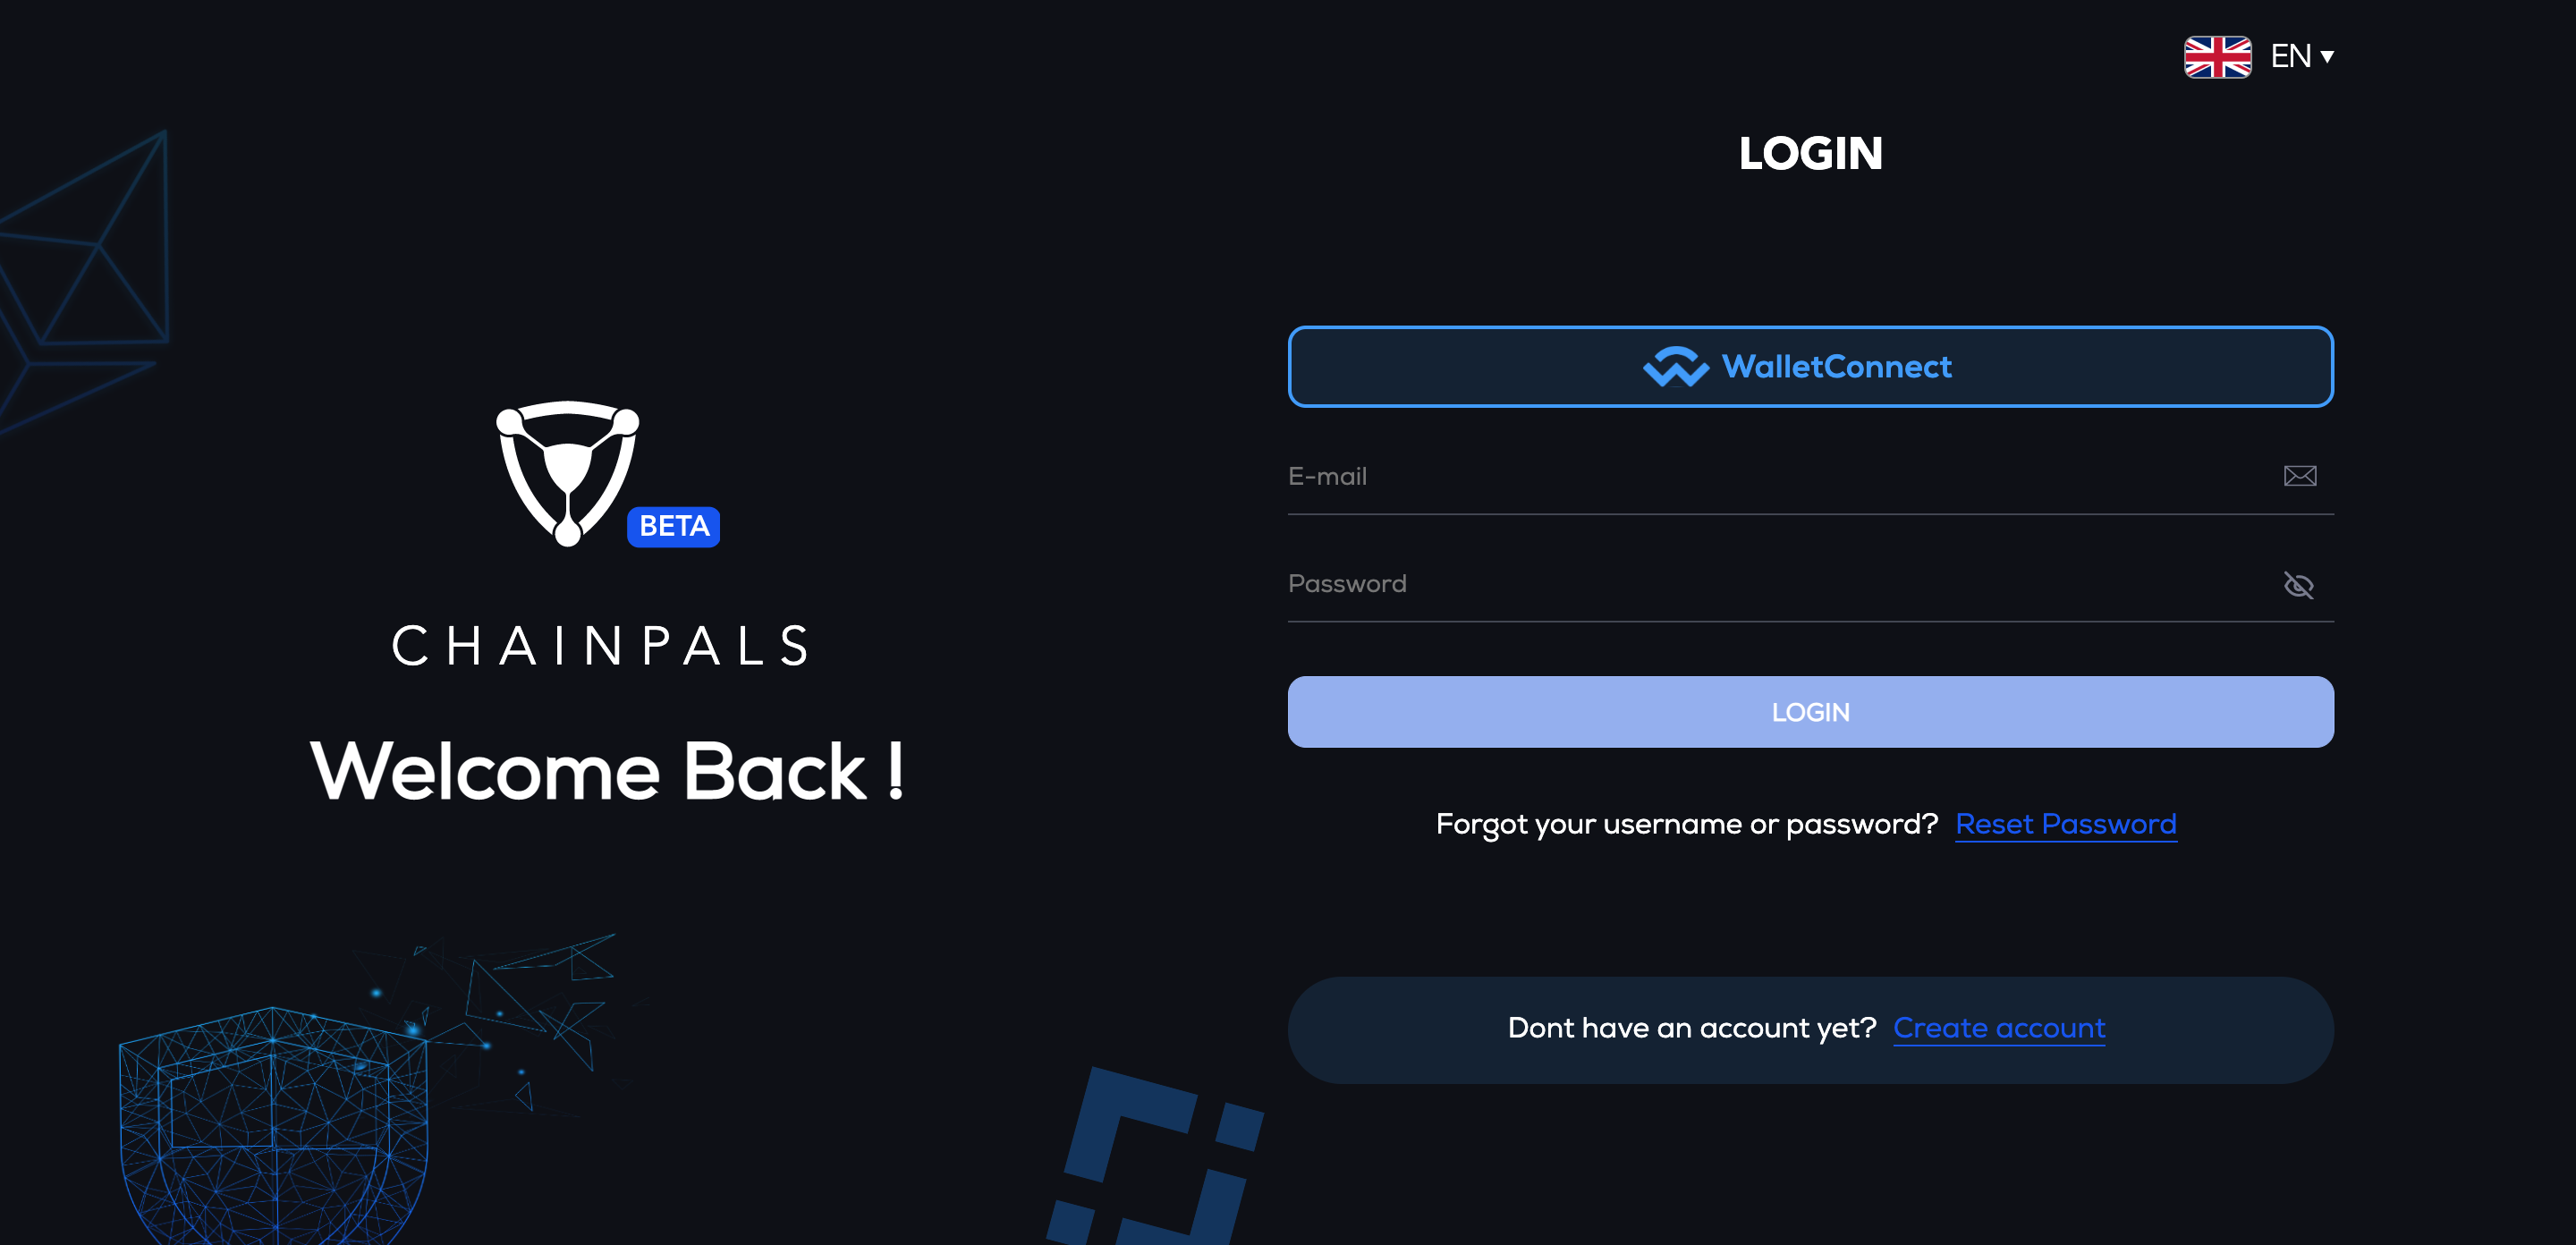 EN
LOGIN
WalletConnect
E-mail
Password
LOGIN
Forgot your username or password? Reset Password
Dont have an account yet? Create account
BETA
CHAINPALS
Welcome Back !